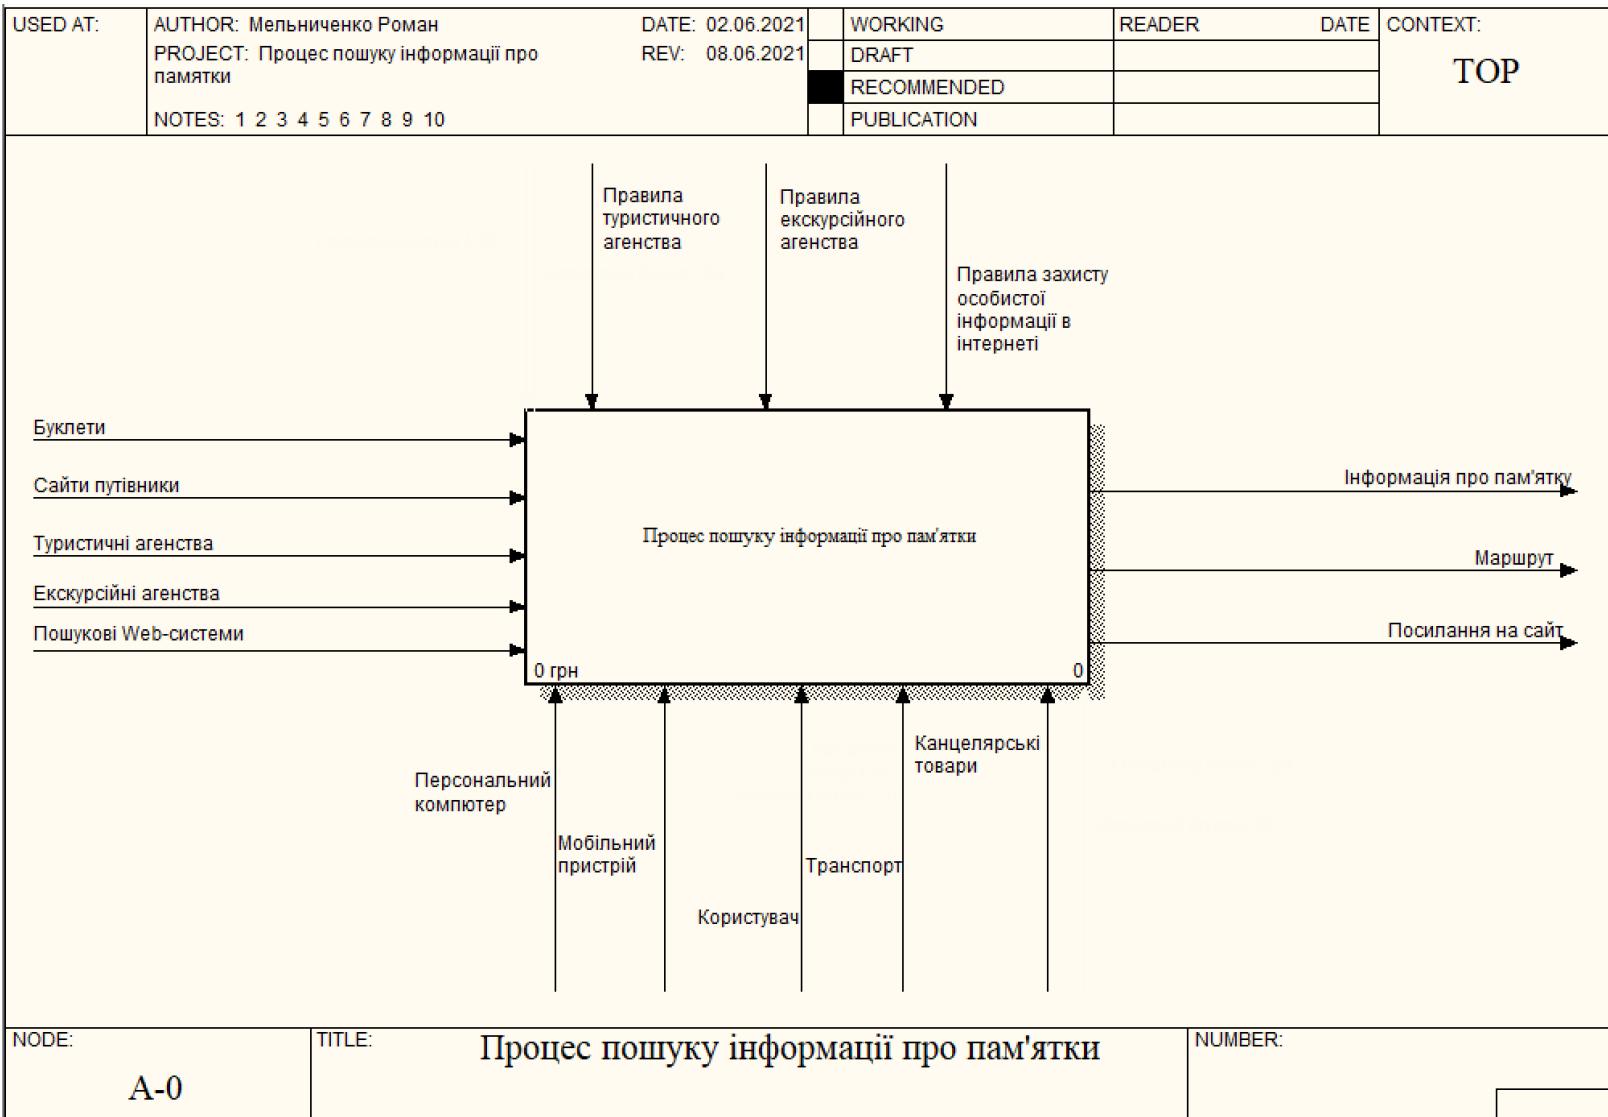 USED AT:
AUTHOR: Мельниченко Роман
DATE: 02.06.2021
PROJECT: Процес пошуку інформації про
памятки
REV: 08.06.2021
NOTES: 1 2 3 4 5 6 7 8 9 10
WORKING
DRAFT
RECOMMENDED
PUBLICATION
READER
DATE
CONTEXT:
TOP
Правила
туристичного
агенства
Правила
екскурсійного
агенства
Правила захисту
особистої
інформації в
інтернеті
Буклети
Сайти путівники
Туристичні агенства
Екскурсійні агенства
Пошукові Web-системи
Процес пошуку інформації про пам'ятки
0 грн
0
Інформація про пам'ятку
Маршрут
Посилання на сайт
Персональний
компютер
Мобільний
пристрій
Користувач
Транспорт
Канцелярські
товари
NODE:
A-0
TITLE:
Процес пошуку інформації про пам'ятки
NUMBER: